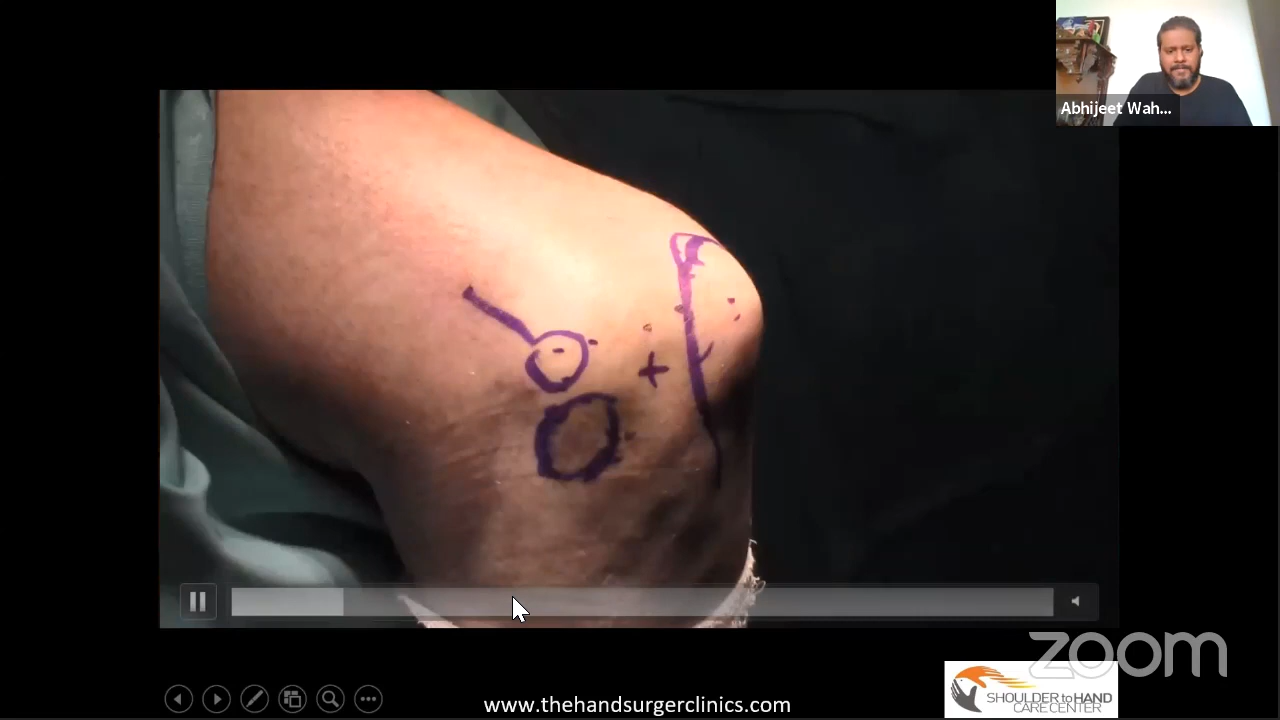 Abhijeet Wah...
zoom
SHOULDER to HAND
CARE CENTER
www.thehandsurgerclinics.com